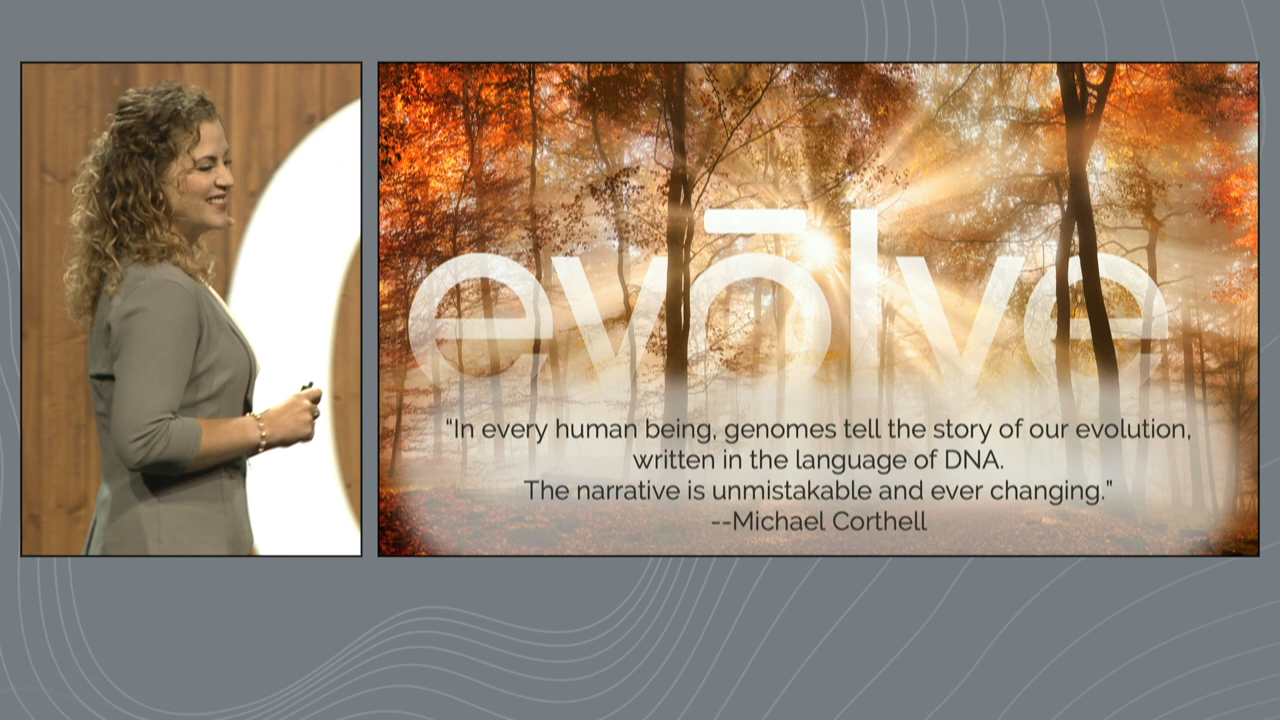 evōlve
“In every human being, genomes tell the story of our evolution,
written in the language of DNA.
The narrative is unmistakable and ever changing.”
--Michael Corthell